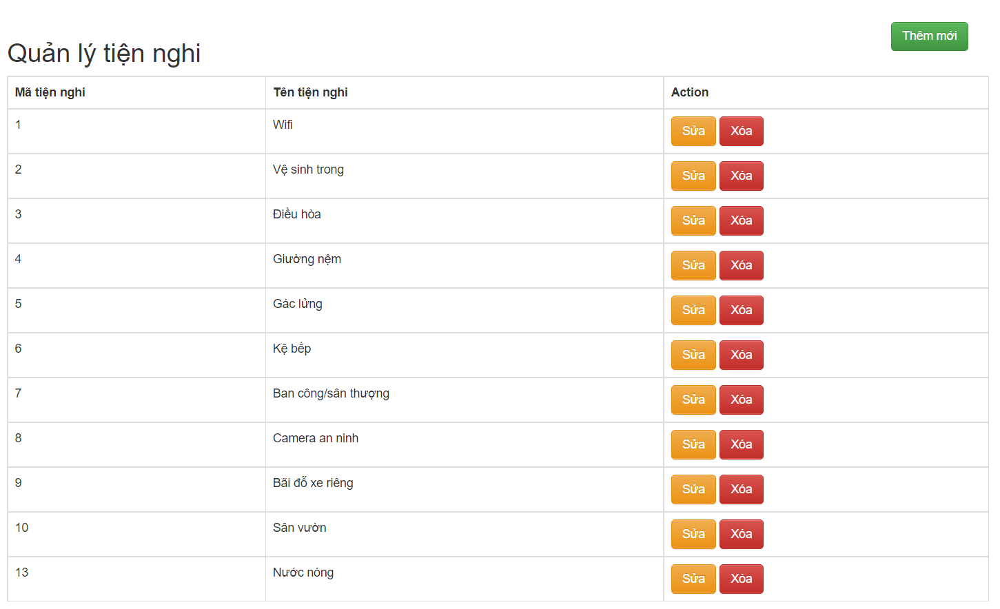 Thêm mới
Quản lý tiện nghi
Mã tiện nghi Tên tiện nghi Action
1 Wifi Sửa Xóa
2 Vệ sinh trong Sửa Xóa
3 Điều hòa Sửa Xóa
4 Giường nệm Sửa Xóa
5 Gác lửng Sửa Xóa
6 Kệ bếp Sửa Xóa
7 Ban công/sân thượng Sửa Xóa
8 Camera an ninh Sửa Xóa
9 Bãi đỗ xe riêng Sửa Xóa
10 Sân vườn Sửa Xóa
13 Nước nóng Sửa Xóa